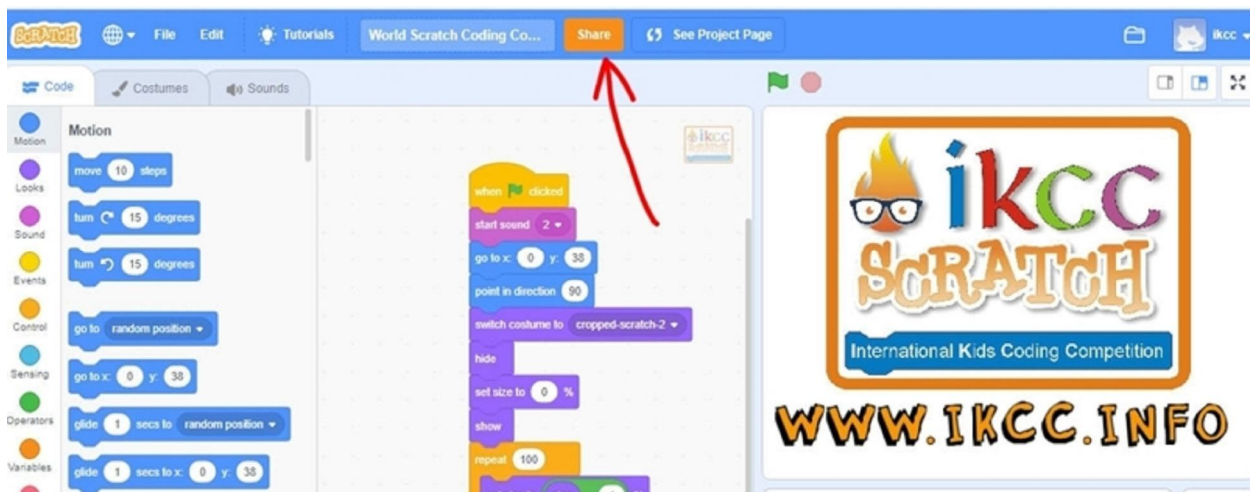 SCRATCH File Edit Tutorials World Scratch Coding Co... Share See Project Page ikcc
Code Costumes Sounds
Motion
Looks
Sound
Events
Control
Sensing
Operators
Variables
Motion
move 10 steps
turn 15 degrees
turn 15 degrees
go to random position
go to x: 0 y: 38
glide 1 secs to random position
glide 1 secs to x: 0 y: 38
ikcc
when clicked
start sound 2
go to x: 0 y: 38
point in direction 90
switch costume to cropped-scratch-2
hide
set size to 0 %
show
repeat 100
ikcc
SCRATCH
International Kids Coding Competition
WWW.IKCC.INFO